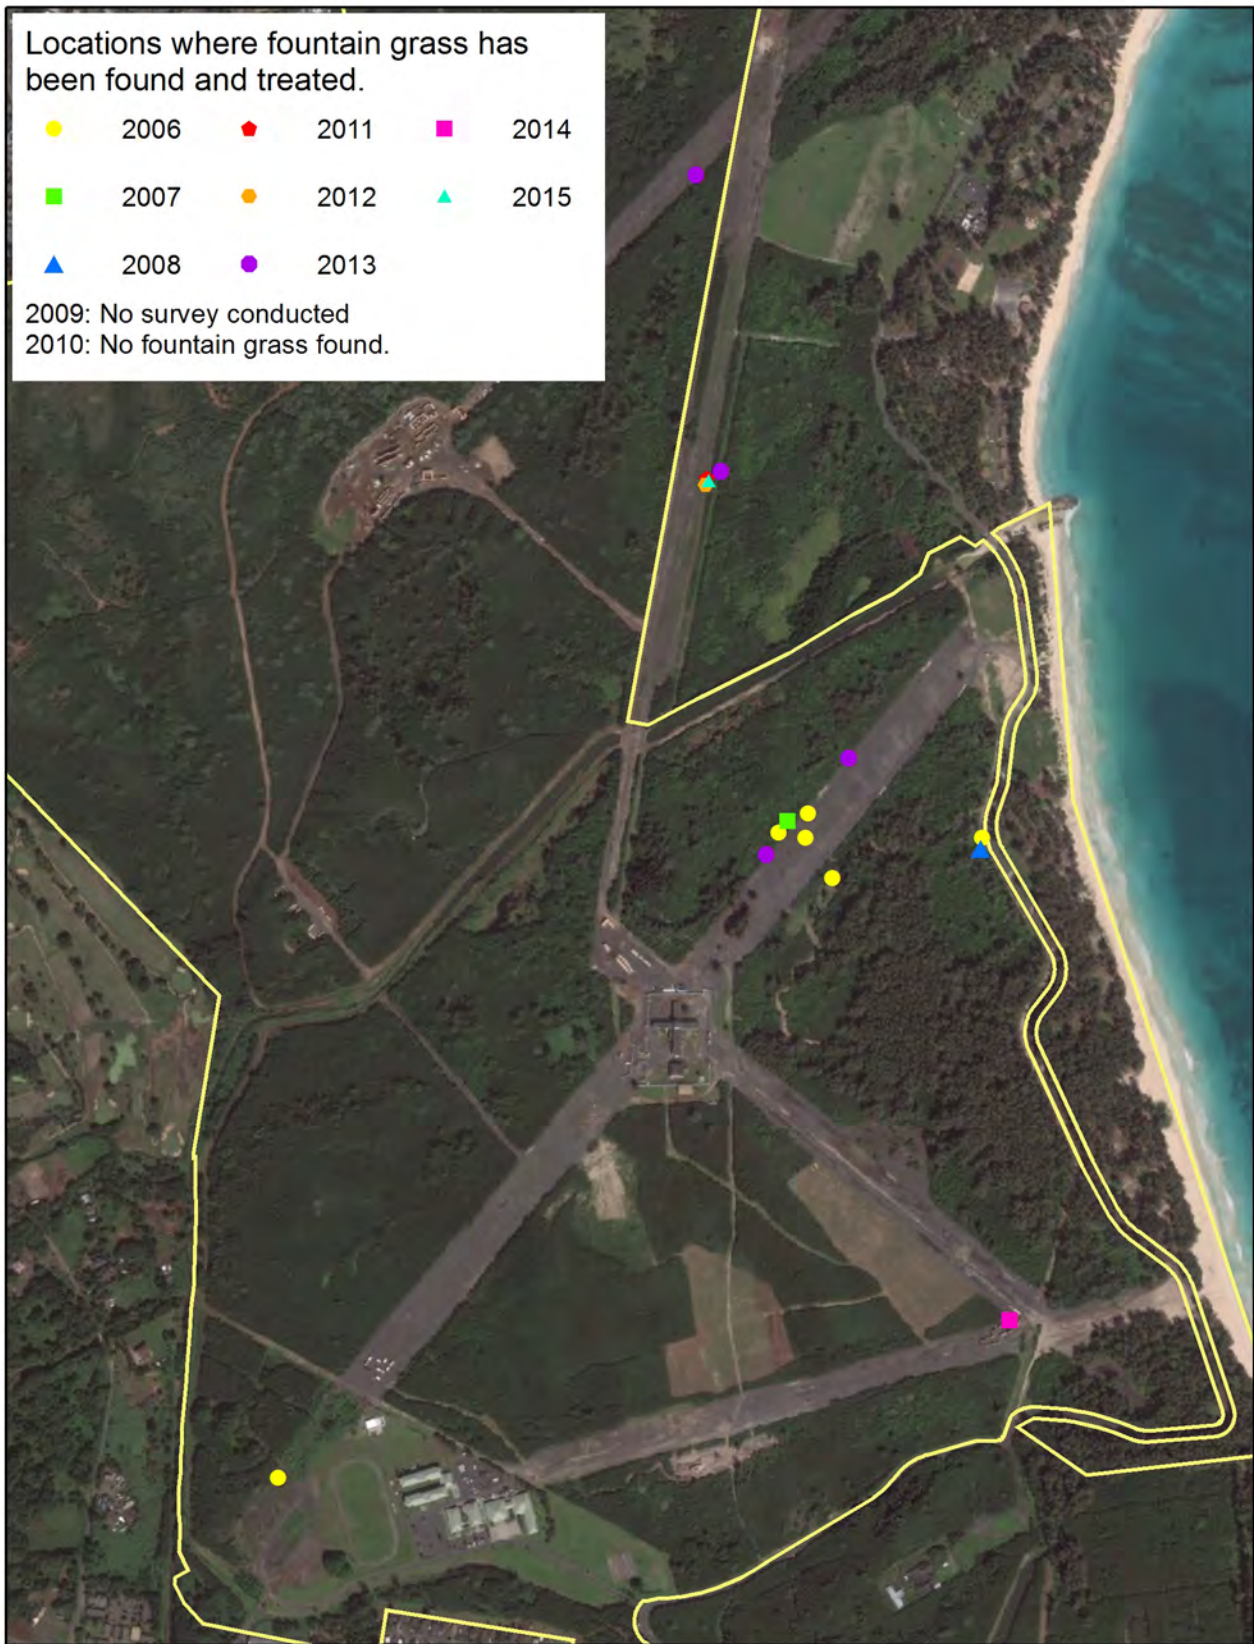 Locations where fountain grass has
been found and treated.
2006 2011 2014
2007 2012 2015
2008 2013
2009: No survey conducted
2010: No fountain grass found.